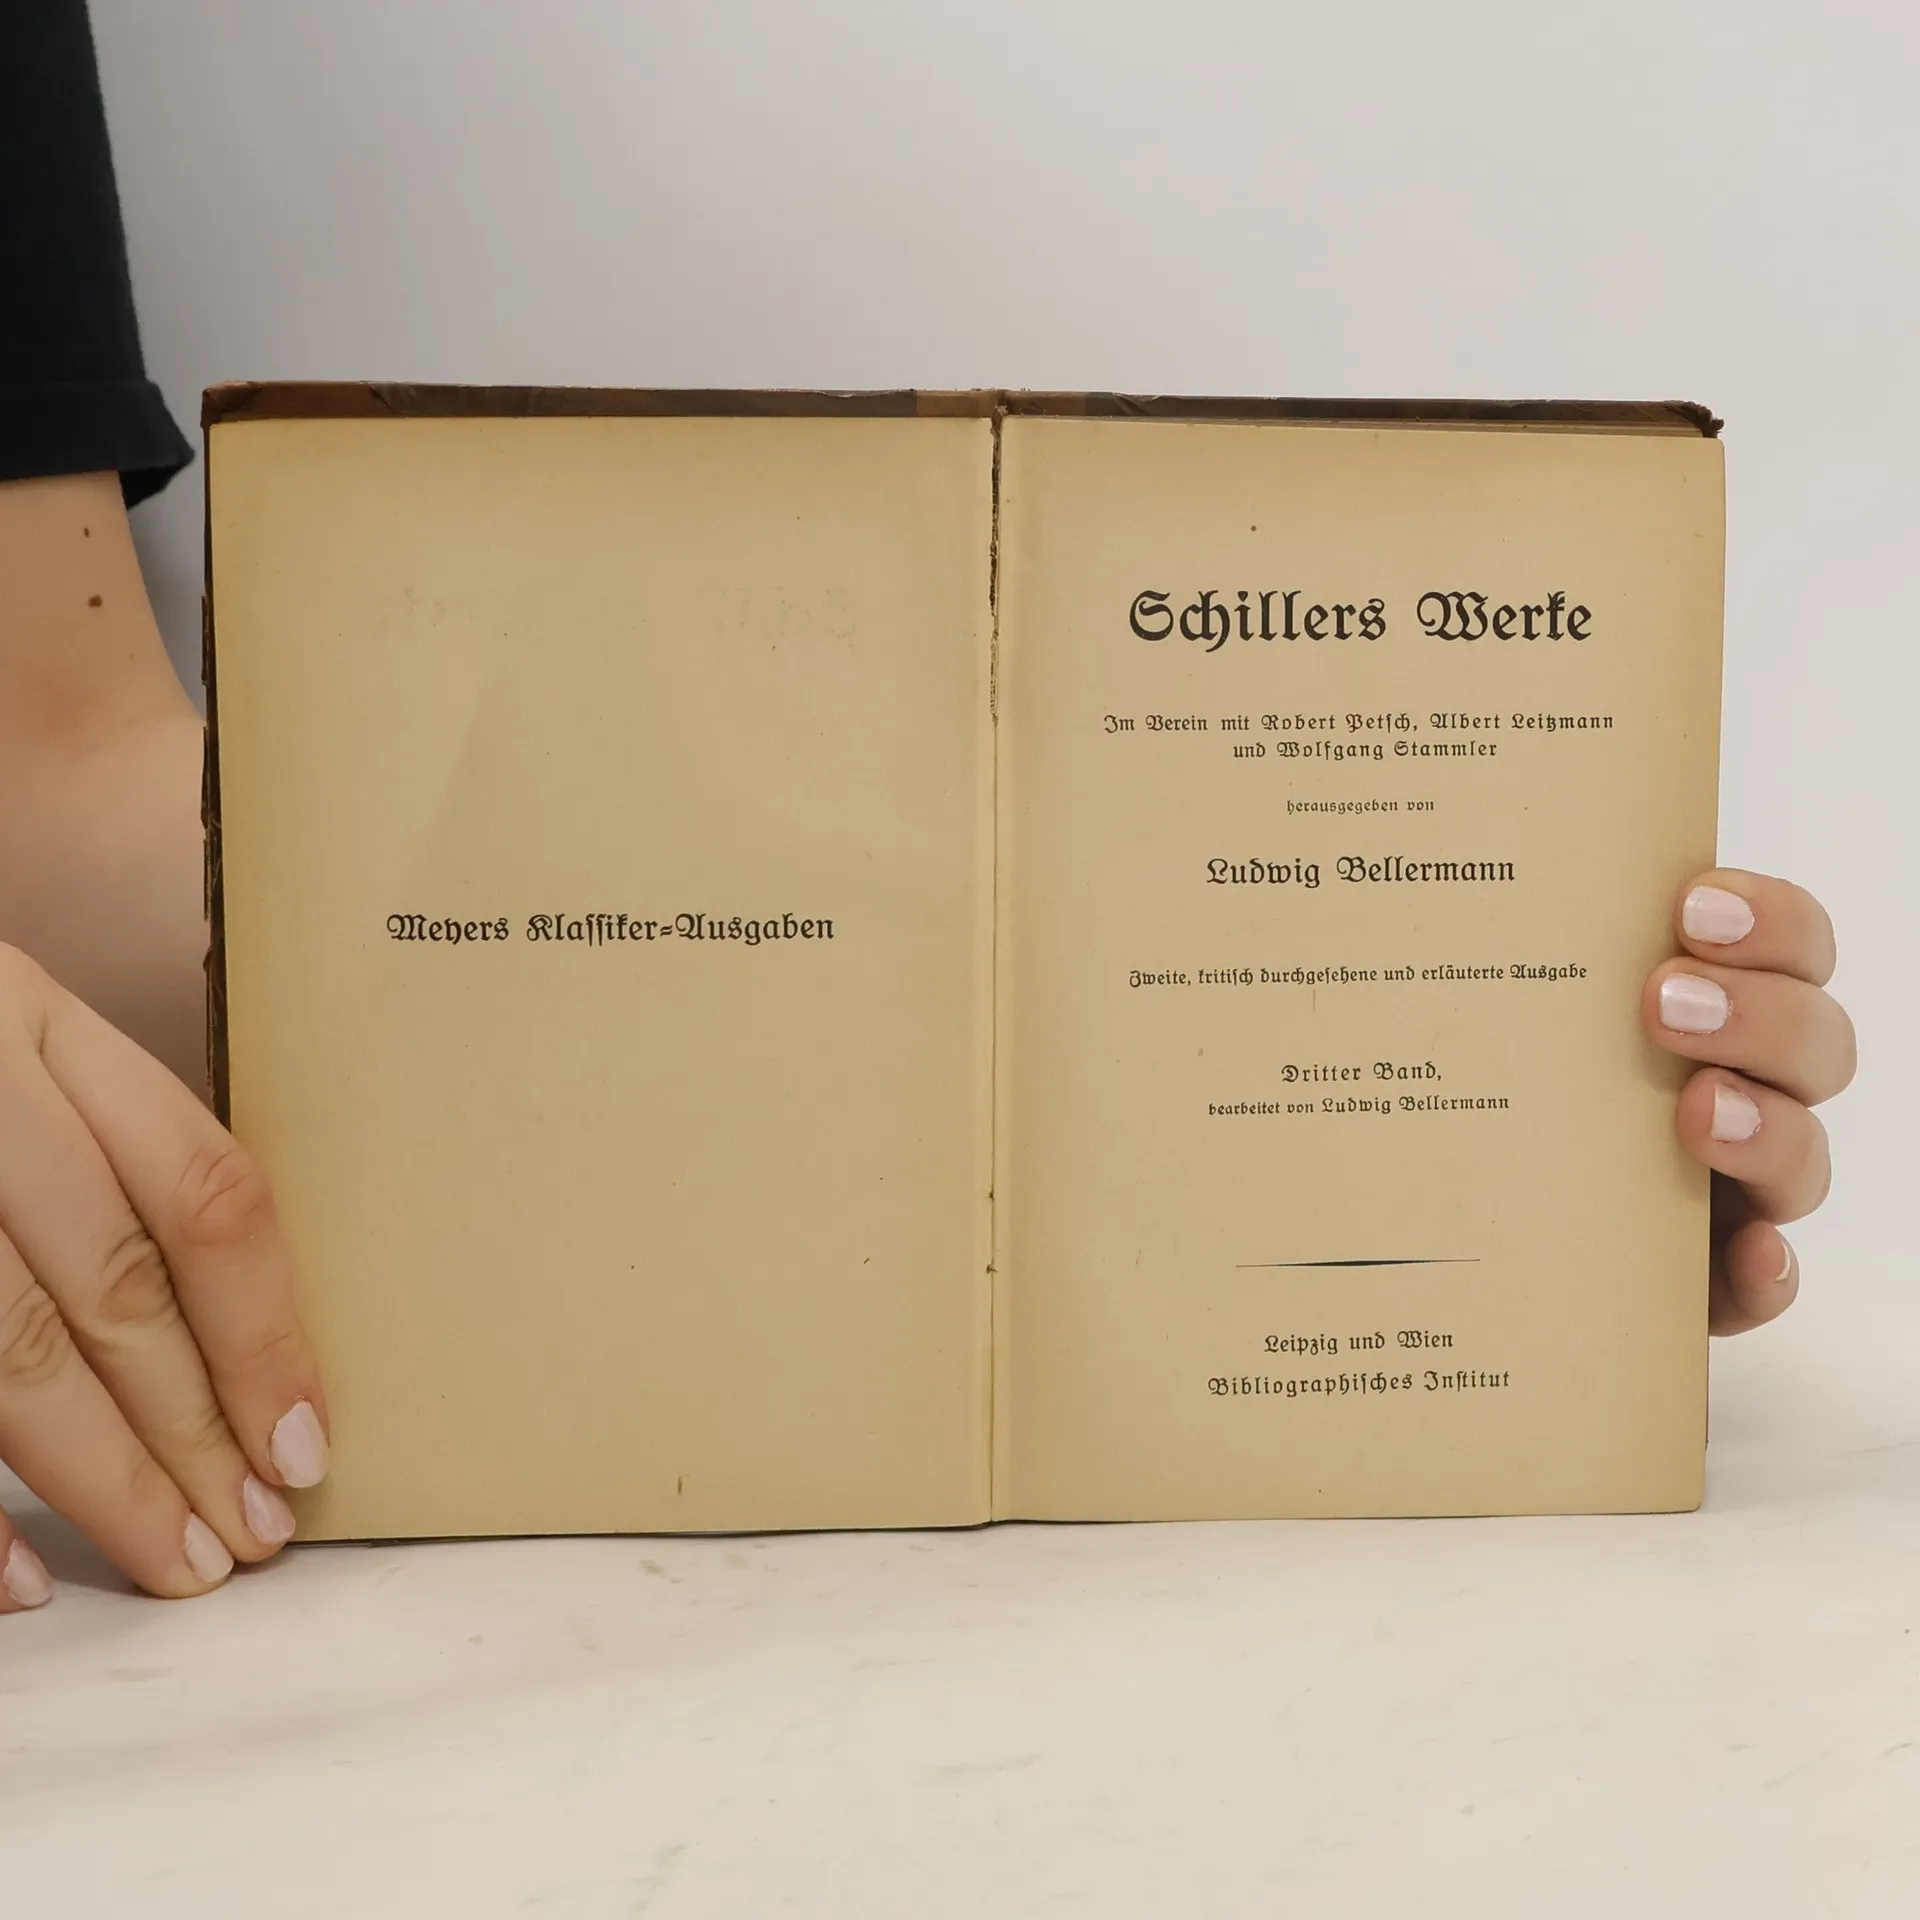 Meyers Klassiker-Ausgaben
Schillers Werke
Im Verein mit Robert Petsch, Albert Leitzmann
und Wolfgang Stammler
herausgegeben von
Ludwig Bellermann
Zweite, kritisch durchgesehene und erläuterte Ausgabe
Dritter Band,
bearbeitet von Ludwig Bellermann
Leipzig und Wien
Bibliographisches Institut